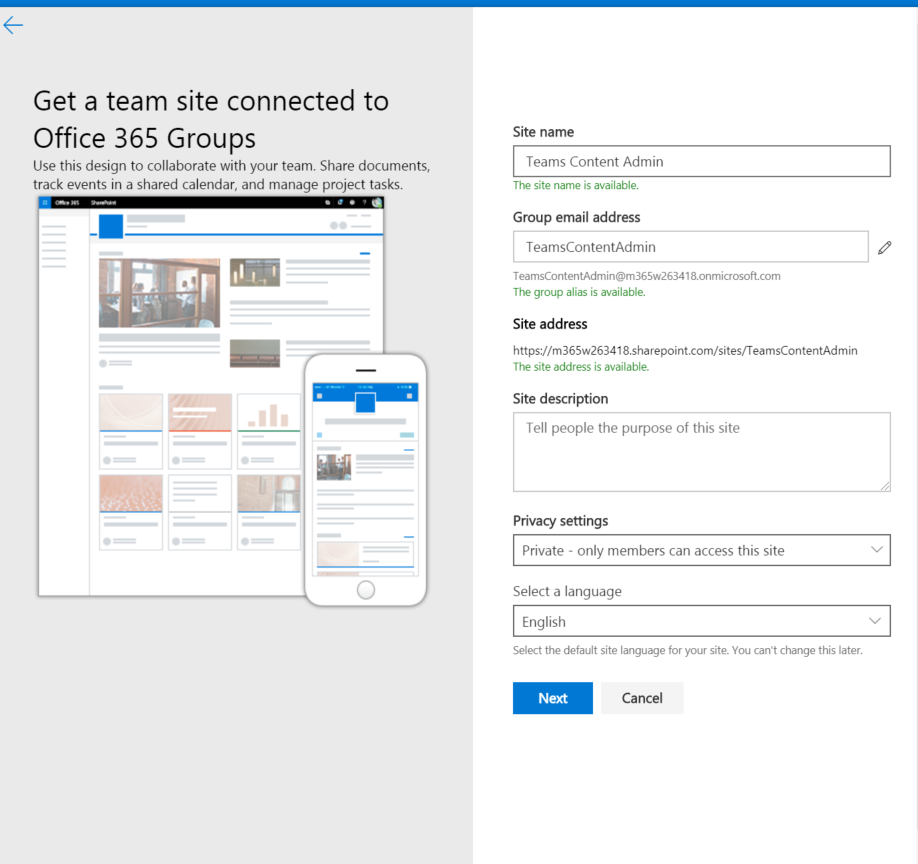 Get a team site connected to
Office 365 Groups
Use this design to collaborate with your team. Share documents,
track events in a shared calendar, and manage project tasks.
Office 365 SharePoint
?
Site name
Teams Content Admin
The site name is available.
Group email address
TeamsContentAdmin
TeamsContentAdmin@m365w263418.onmicrosoft.com
The group alias is available.
Site address
https://m365w263418.sharepoint.com/sites/TeamsContentAdmin
The site address is available.
Site description
Tell people the purpose of this site
Privacy settings
Private - only members can access this site
Select a language
English
Select the default site language for your site. You can't change this later.
Next Cancel